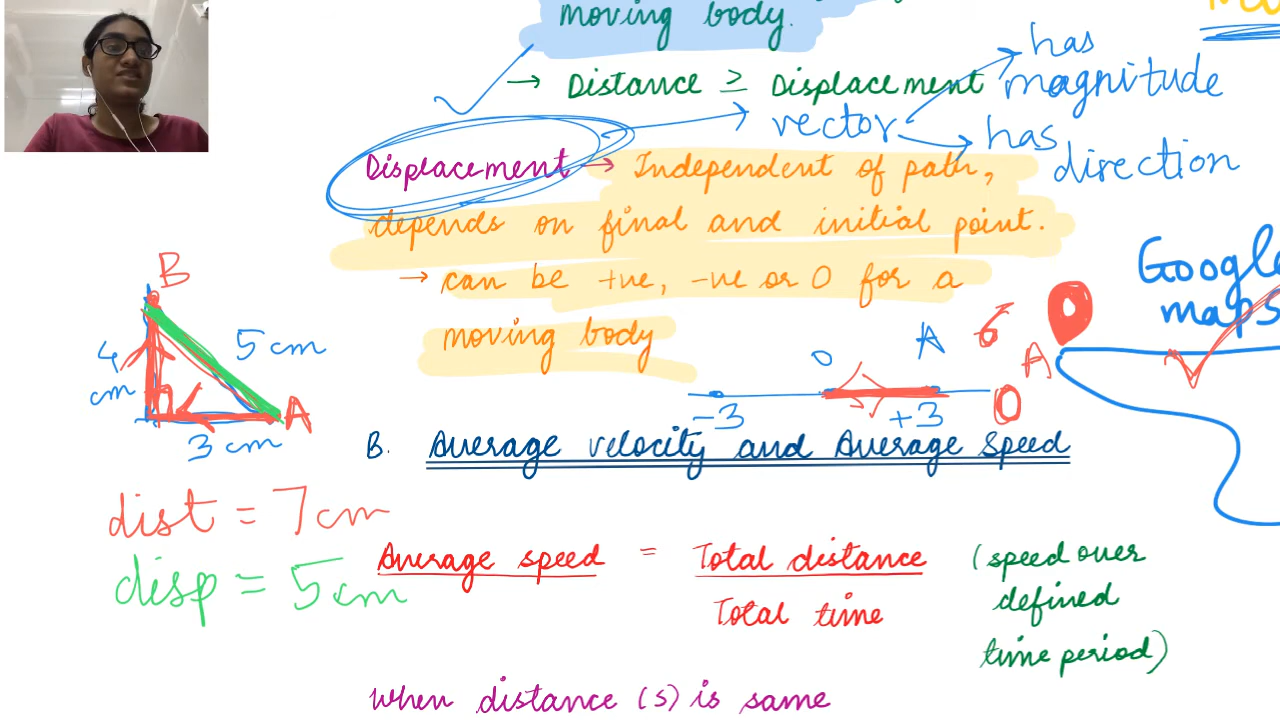 moving body.
→ Distance ≥ Displacement
vector
has
magnitude
has
direction
Displacement → Independent of path,
depends on final and initial point.
→ can be +ve, -ve or 0 for a
moving body
B
4
cm
5 cm
A
3 cm
dist = 7cm
disp = 5cm
0
A
6
-3
+3
0
A
Google
maps
B. Average velocity and Average Speed
Average speed = Total distance
Total time
(speed over
defined
time period)
when distance (s) is same